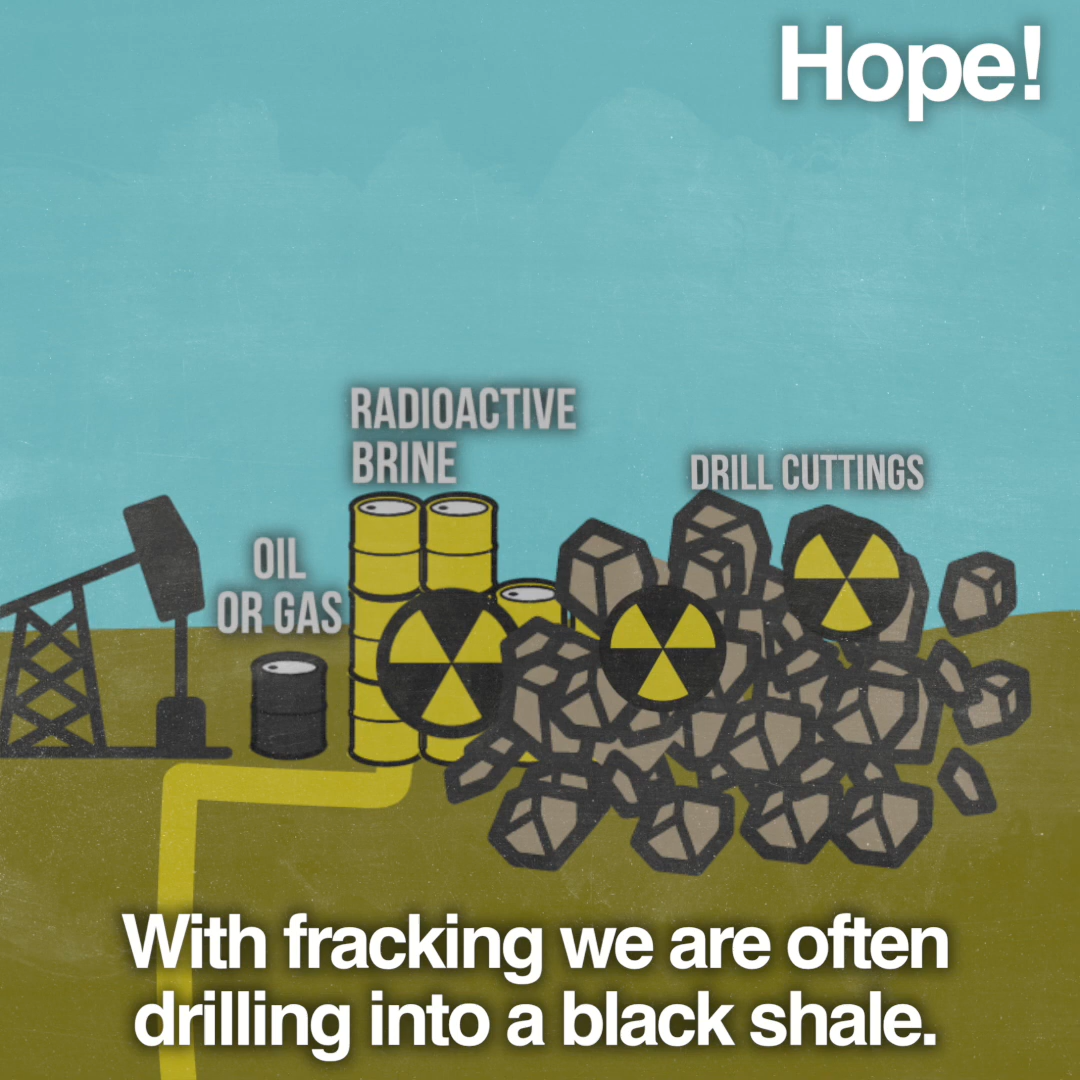 Hope!
RADIOACTIVE
BRINE
DRILL CUTTINGS
OIL
OR GAS
With fracking we are often
drilling into a black shale.